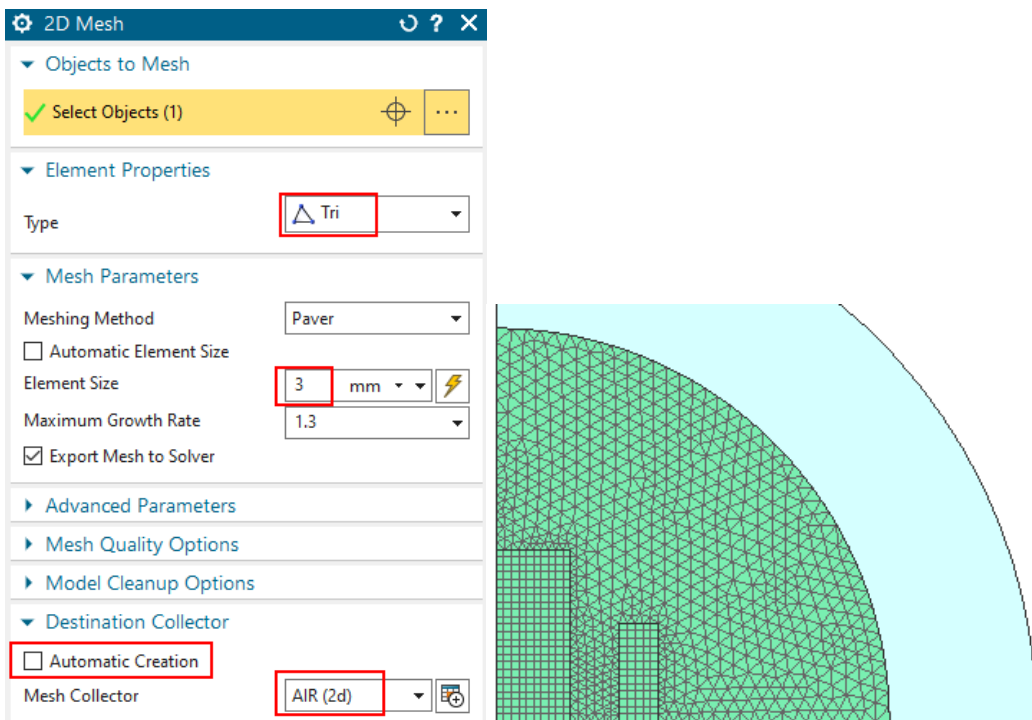 2D Mesh ?
Objects to Mesh
Select Objects (1) ...
Element Properties
Type Tri
Mesh Parameters
Meshing Method Paver
Automatic Element Size
Element Size 3 mm
Maximum Growth Rate 1.3
Export Mesh to Solver
Advanced Parameters
Mesh Quality Options
Model Cleanup Options
Destination Collector
Automatic Creation
Mesh Collector AIR (2d)